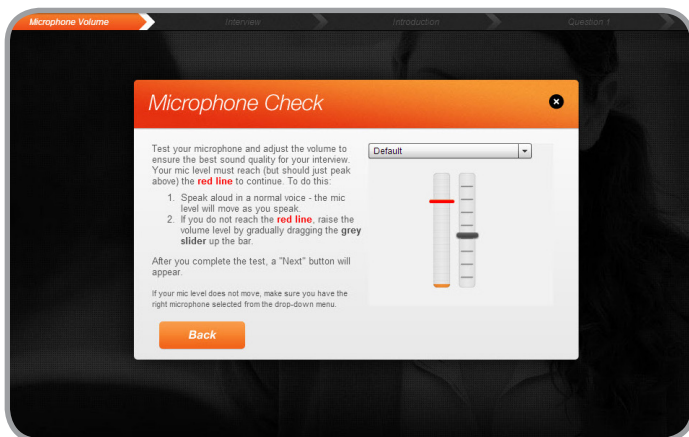 Microphone Volume
Interview
Introduction
Question 1
Microphone Check
Test your microphone and adjust the volume to
ensure the best sound quality for your interview.
Your mic level must reach (but should just peak
above) the red line to continue. To do this:
1. Speak aloud in a normal voice - the mic
level will move as you speak.
2. If you do not reach the red line, raise the
volume level by gradually dragging the grey
slider up the bar.
After you complete the test, a "Next" button will
appear.
If your mic level does not move, make sure you have the
right microphone selected from the drop-down menu.
Default
Back